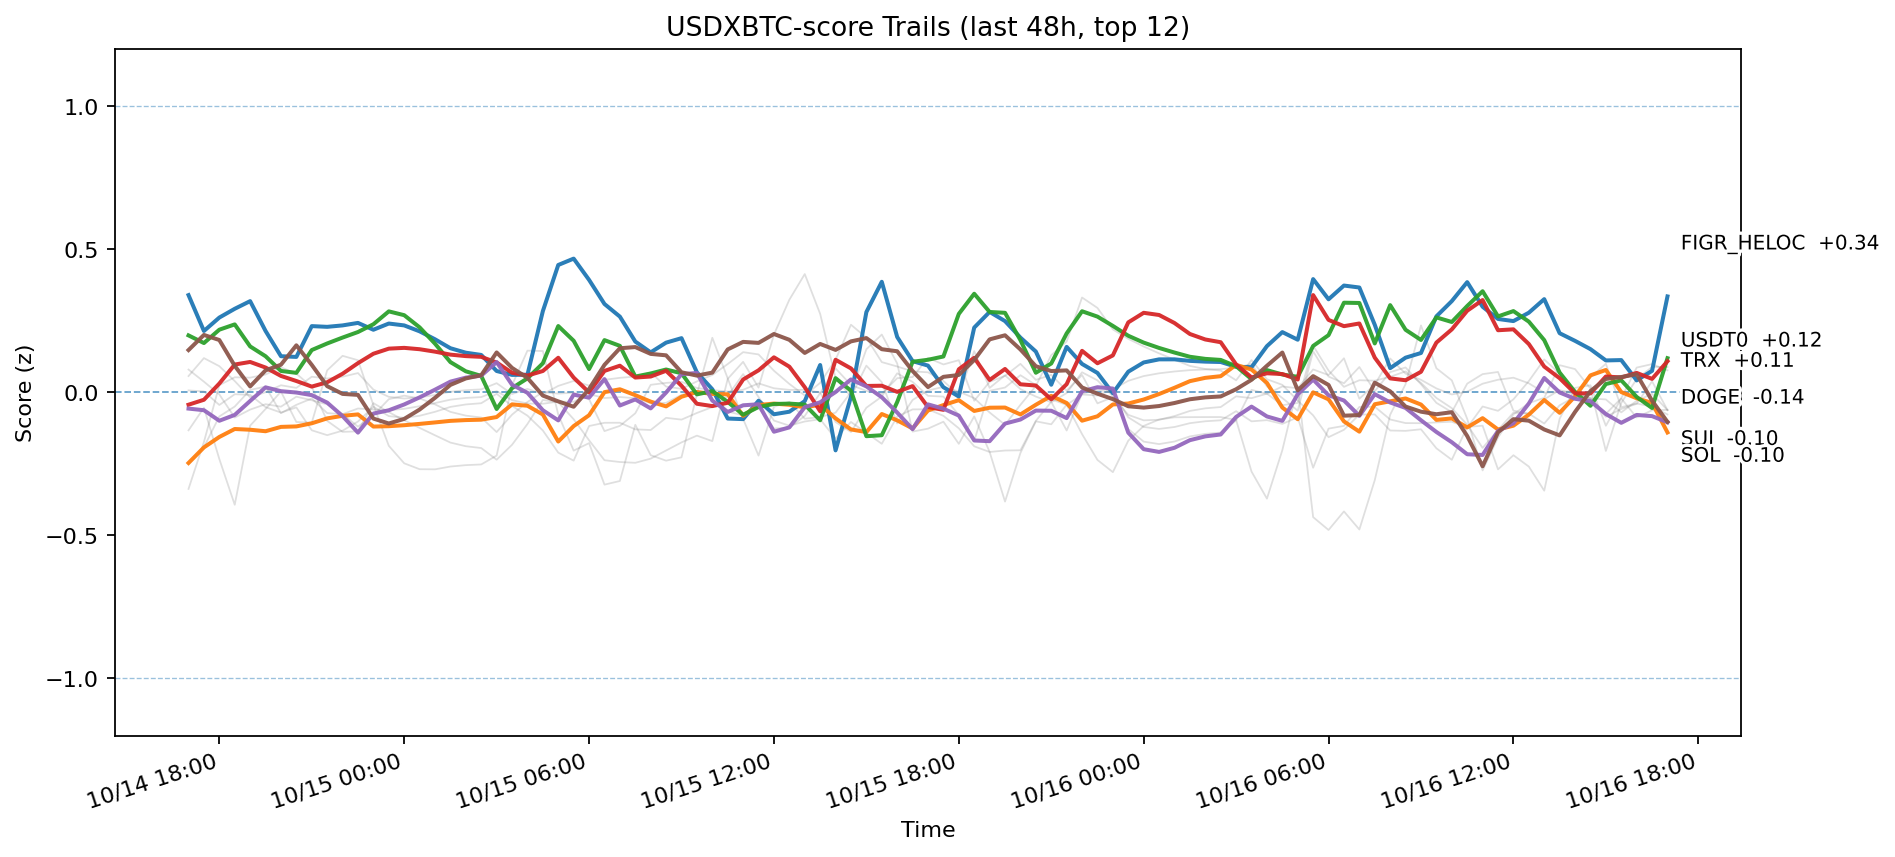 USDXBTC-score Trails (last 48h, top 12)
Score (z)
1.0
0.5
0.0
−0.5
−1.0
FIGR_HELOC +0.34
USDT0 +0.12
TRX +0.11
DOGE -0.14
SUI -0.10
SOL -0.10
10/14 18:00
10/15 00:00
10/15 06:00
10/15 12:00
10/15 18:00
10/16 00:00
10/16 06:00
10/16 12:00
10/16 18:00
Time